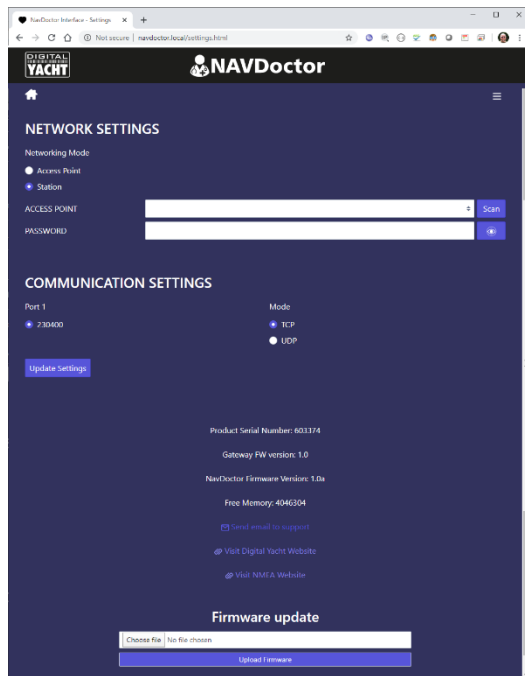 NavDoctor Interface - Settings
Not secure | navdoctor.local/settings.html
DIGITAL
YACHT
NAVDoctor
NETWORK SETTINGS
Networking Mode
Access Point
Station
ACCESS POINT
Scan
PASSWORD
COMMUNICATION SETTINGS
Port 1
Mode
230400
TCP
UDP
Update Settings
Product Serial Number: 603374
Gateway FW version: 1.0
NavDoctor Firmware Version: 1.0a
Free Memory: 4046304
Send email to support
Visit Digital Yacht Website
Visit NMEA Website
Firmware update
Choose file No file chosen
Upload Firmware